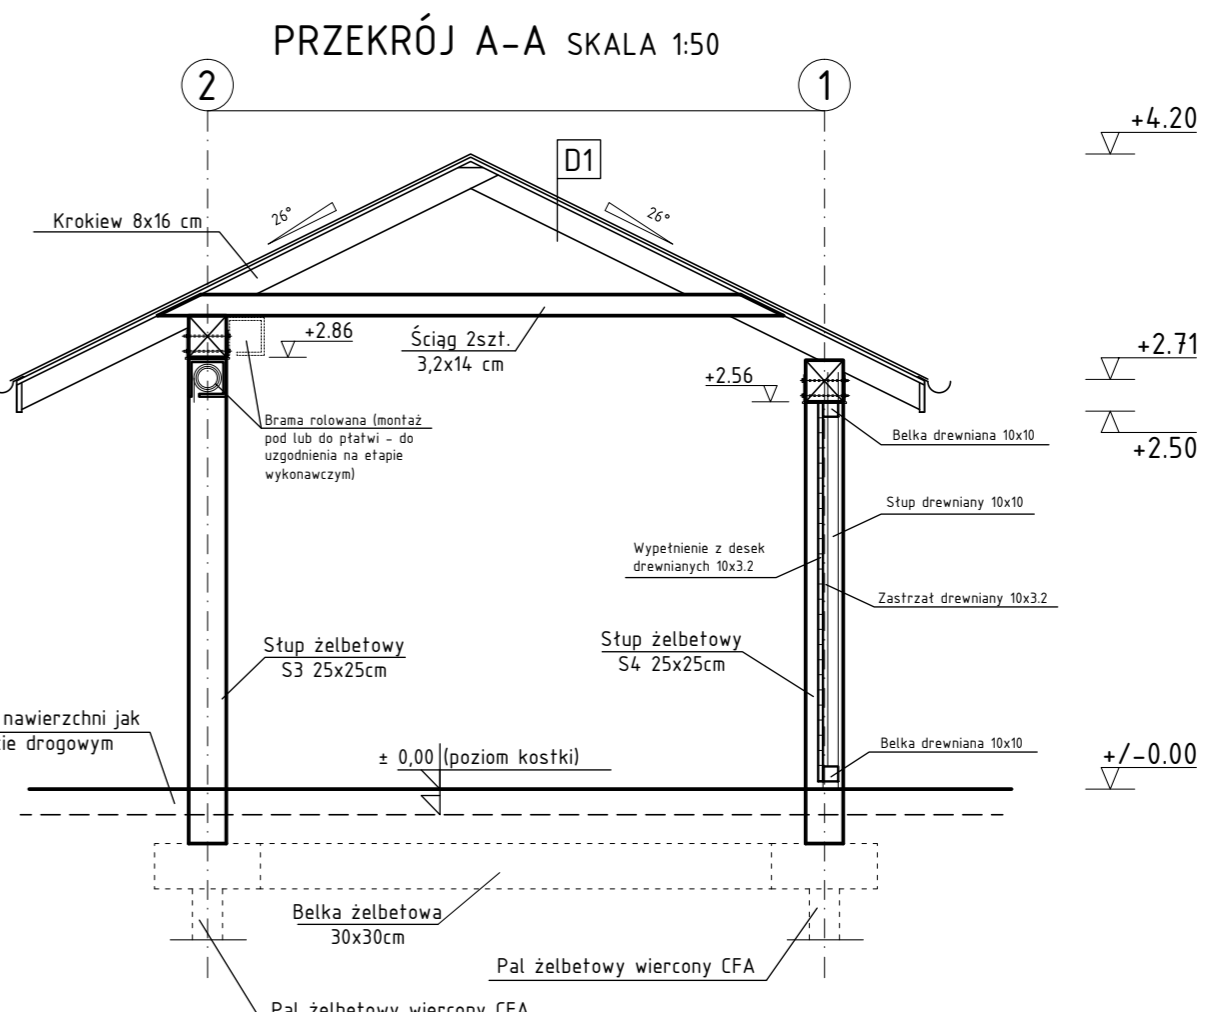 PRZEKRÓJ A-A SKALA 1:50
2
1
+4.20
D1
26°
26°
Krokiew 8x16 cm
+2.86
Ściąg 2szt.
3,2x14 cm
+2.71
+2.56
Brama rolowana (montaż
pod lub do płatwi - do
uzgodnienia na etapie
wykonawczym)
Belka drewniana 10x10
+2.50
Słup drewniany 10x10
Wypełnienie z desek
drewnianych 10x3.2
Zastrzał drewniany 10x3.2
Słup żelbetowy
S3 25x25cm
Słup żelbetowy
S4 25x25cm
nawierzchni jak
drogowym
± 0,00 (poziom kostki)
Belka drewniana 10x10
+/-0.00
Belka żelbetowa
30x30cm
Pal żelbetowy wiercony CFA
Pal żelbetowy wiercony CFA